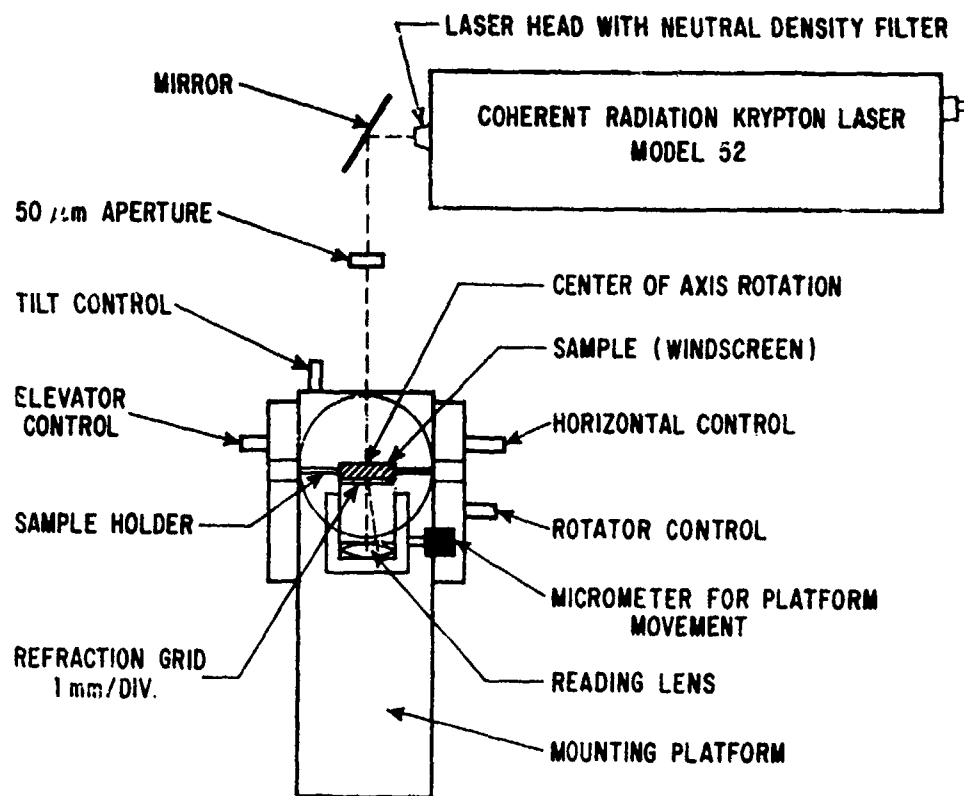 LASER HEAD WITH NEUTRAL DENSITY FILTER
MIRROR
COHERENT RADIATION KRYPTON LASER
MODEL 52
50 μm APERTURE
TILT CONTROL
CENTER OF AXIS ROTATION
SAMPLE (WINDSCREEN)
ELEVATOR
CONTROL
HORIZONTAL CONTROL
SAMPLE HOLDER
ROTATOR CONTROL
MICROMETER FOR PLATFORM
MOVEMENT
REFRACTION GRID
1 mm/DIV.
READING LENS
MOUNTING PLATFORM